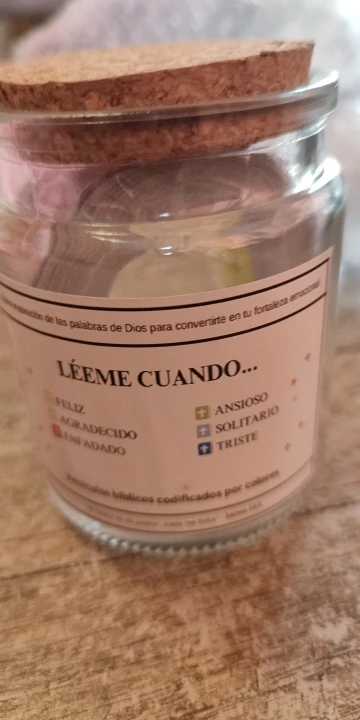 inspiración de las palabras de Dios para convertirte en tu fortaleza emocional
LÉEME CUANDO...
FELIZ
AGRADECIDO
ENFADADO
ANSIOSO
SOLITARIO
TRISTE
Versículos bíblicos codificados por colores